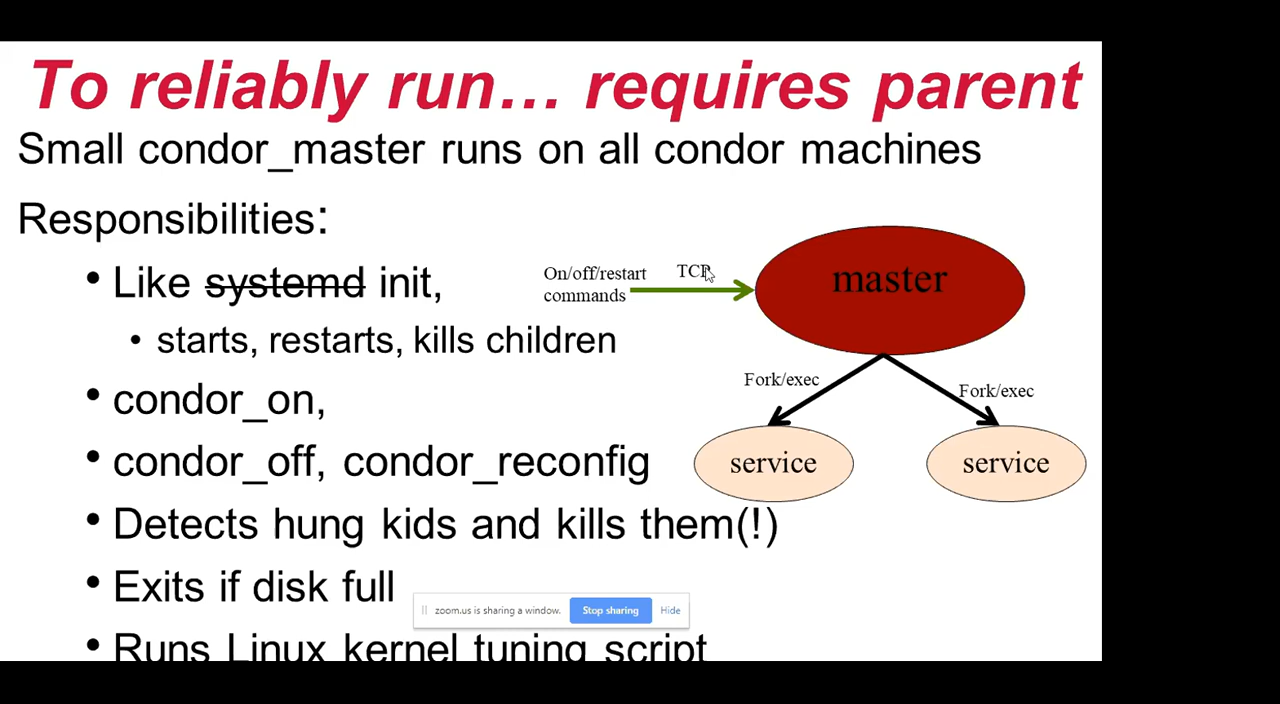 To reliably run… requires parent
Small condor_master runs on all condor machines
Responsibilities:
• Like systemd init,
• starts, restarts, kills children
• condor_on,
• condor_off, condor_reconfig
• Detects hung kids and kills them(!)
• Exits if disk full
• Runs Linux kernel tuning script
On/off/restart
commands
TCP
master
Fork/exec
Fork/exec
service
service
zoom.us is sharing a window. Stop sharing Hide